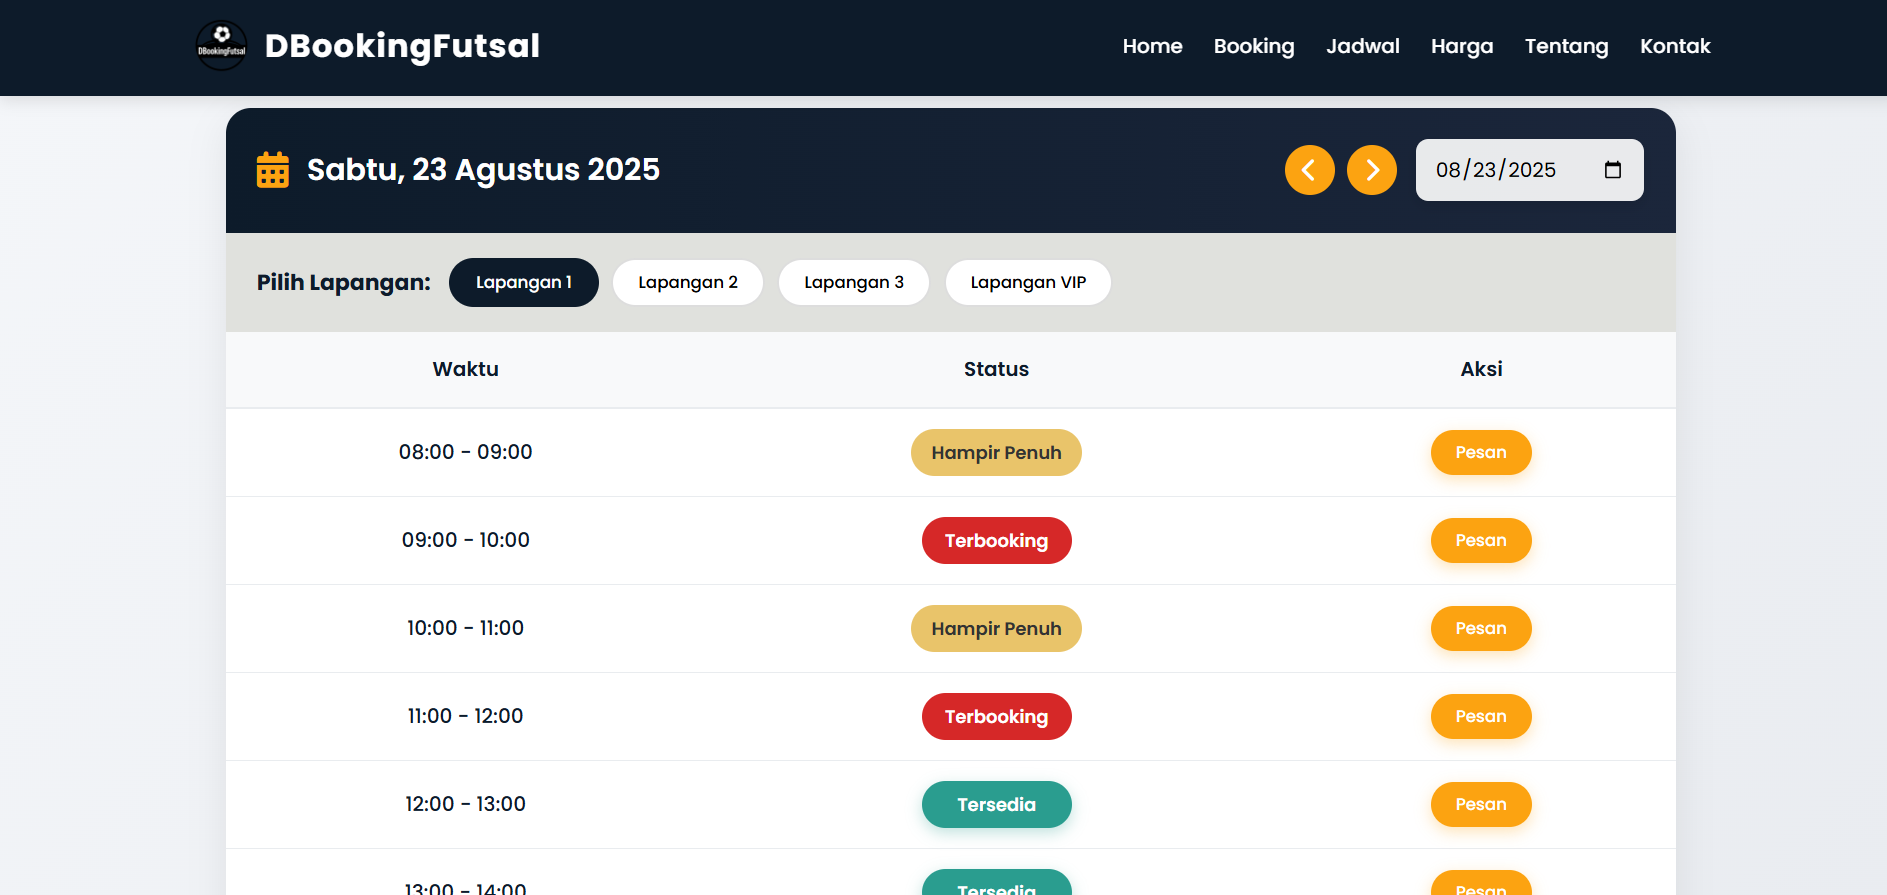 DBookingFutsal
DBookingFutsal
Home Booking Jadwal Harga Tentang Kontak
Sabtu, 23 Agustus 2025
08/23/2025
Pilih Lapangan: Lapangan 1 Lapangan 2 Lapangan 3 Lapangan VIP
Waktu Status Aksi
08:00 - 09:00 Hampir Penuh Pesan
09:00 - 10:00 Terbooking Pesan
10:00 - 11:00 Hampir Penuh Pesan
11:00 - 12:00 Terbooking Pesan
12:00 - 13:00 Tersedia Pesan
13:00 - 14:00 Tersedia Pesan